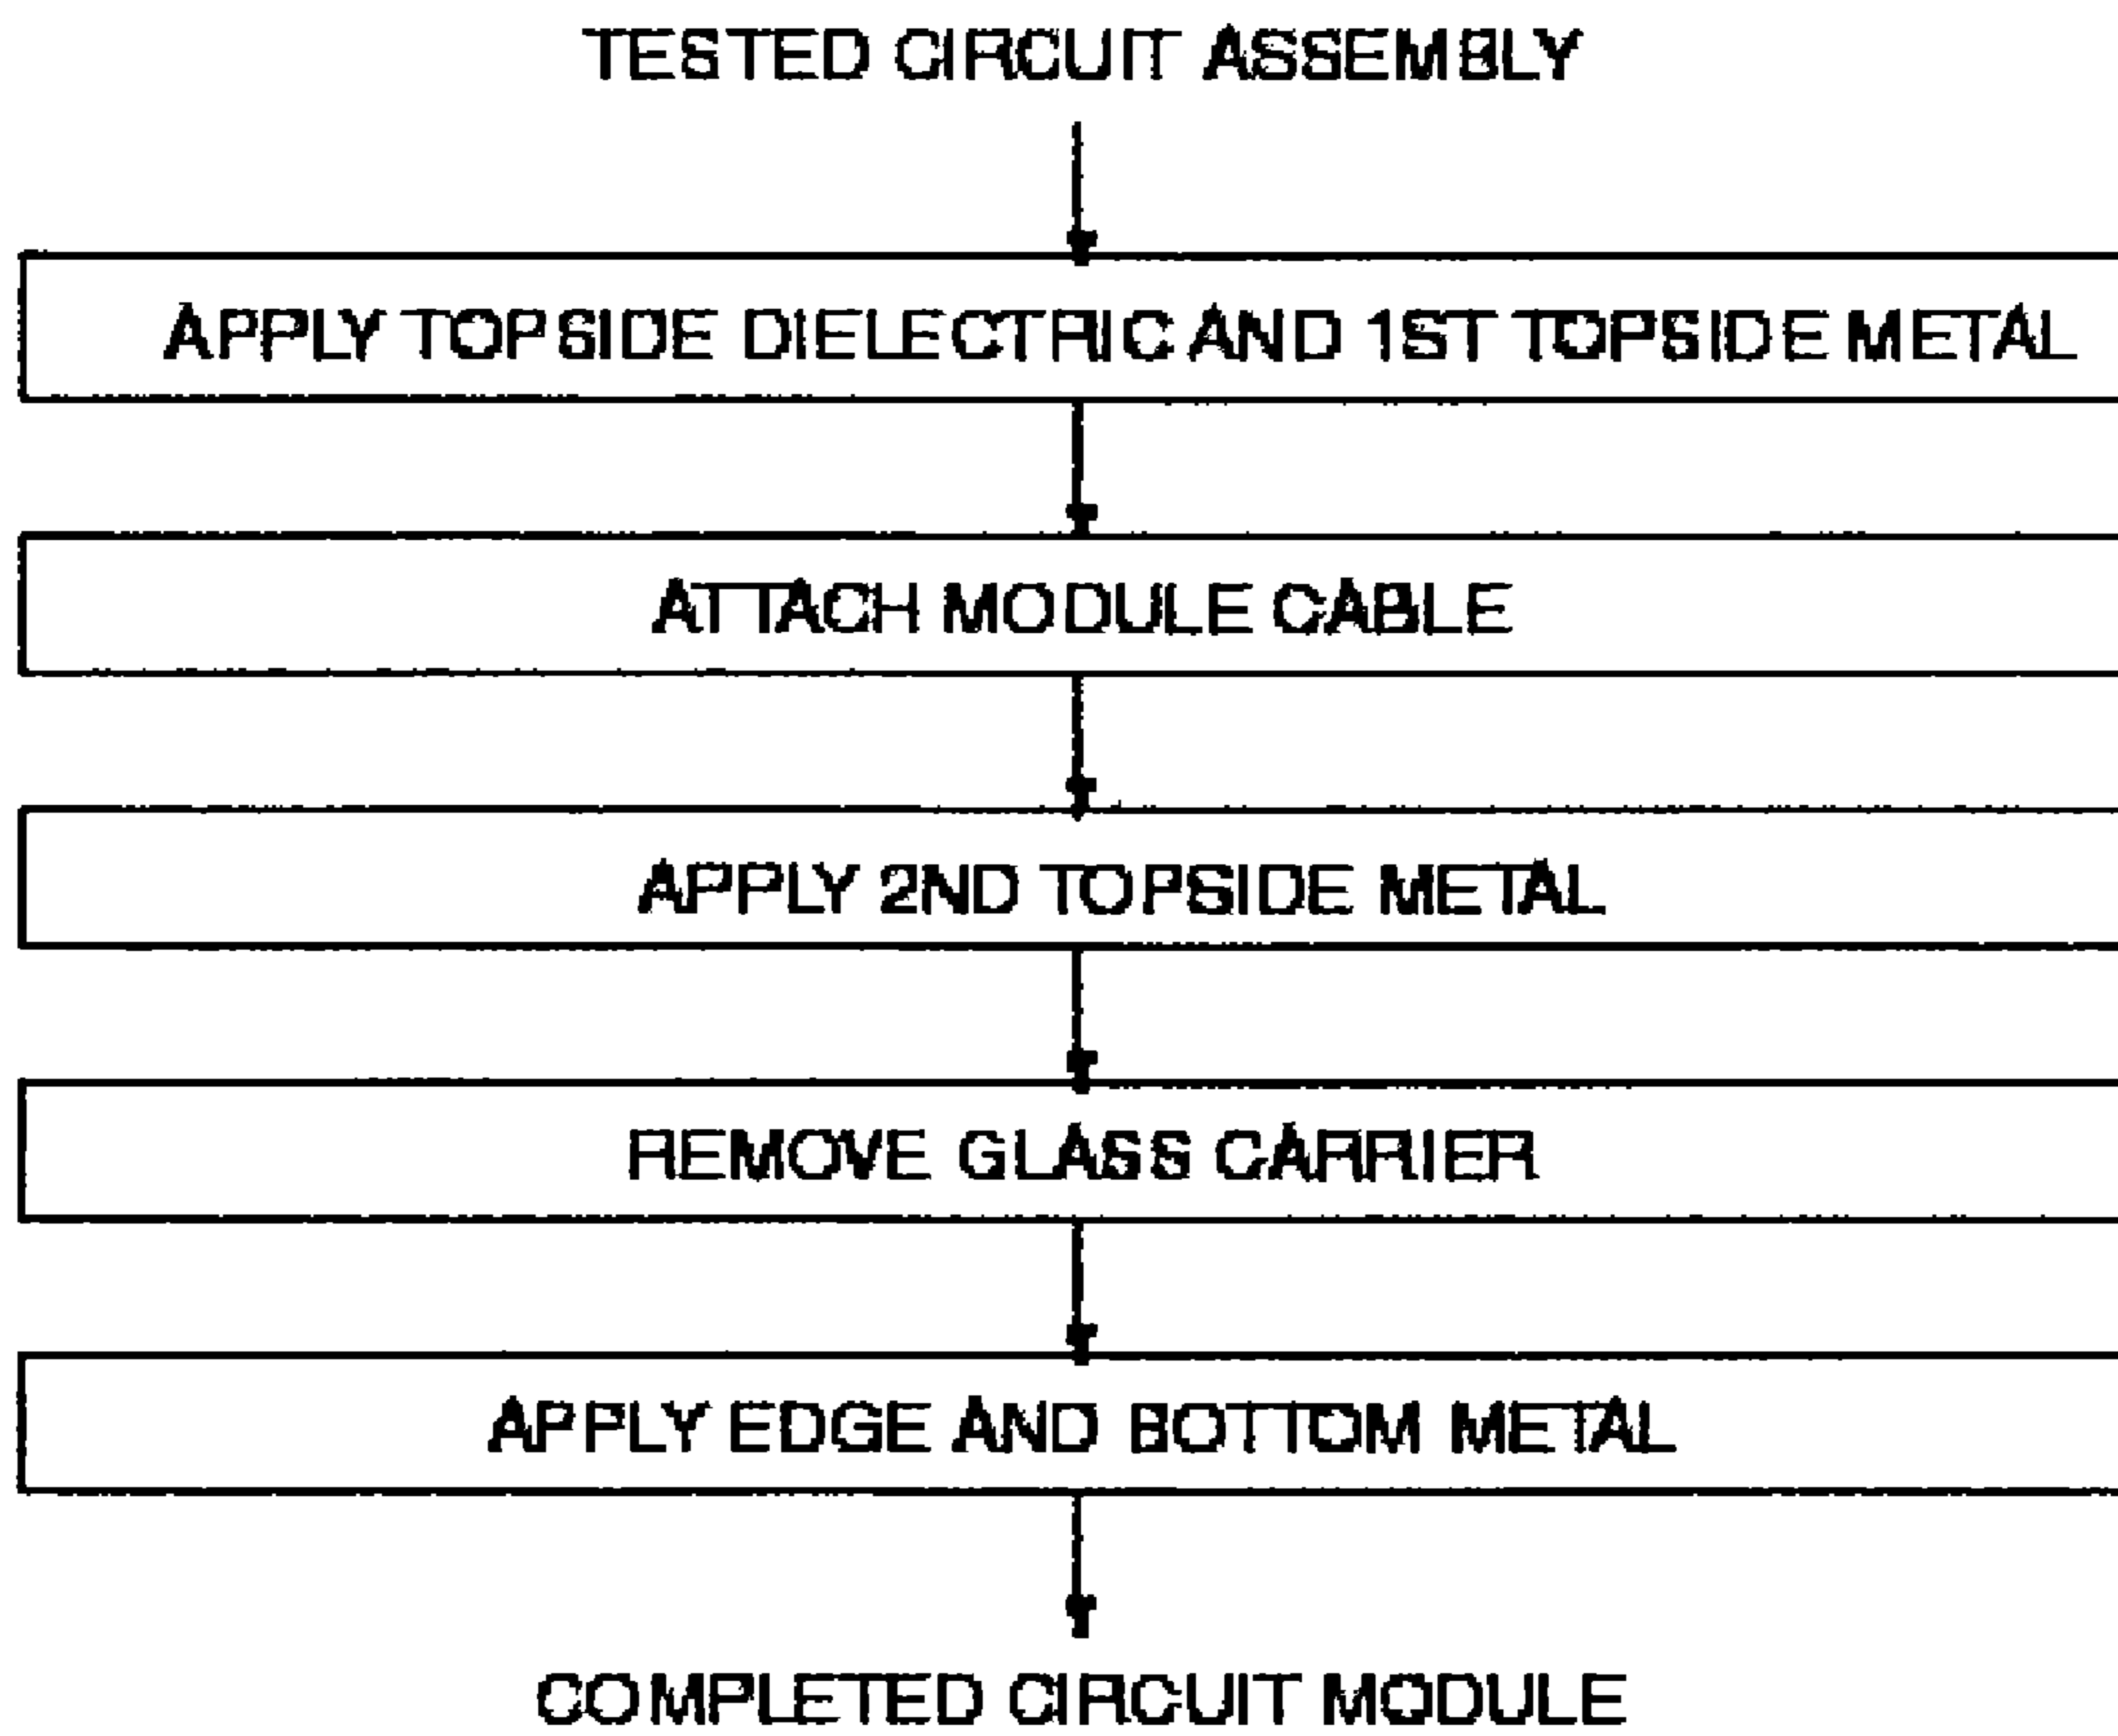 TESTED CIRCUIT ASSEMBLY
APPLY TOPSIDE DIELECTRIC AND 1ST TOPSIDE METAL
ATTACH MODULE CABLE
APPLY 2ND TOPSIDE METAL
REMOVE GLASS CARRIER
APPLY EDGE AND BOTTOM METAL
COMPLETED CIRCUIT MODULE